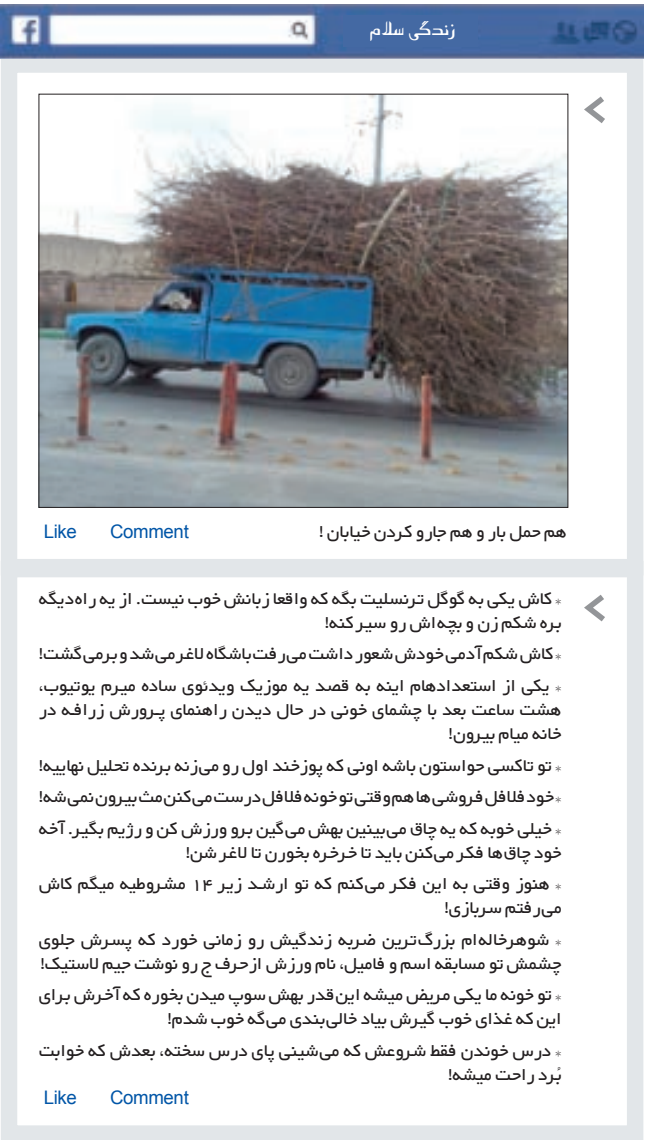 زندگی سلام
هم حمل بار و هم جارو کردن خیابان !
Like Comment
* کاش یکی به گوگل ترنسلیت بگه که واقعا زبانش خوب نیست. از یه راه‌دیگه
بره شکم زن و بچه‌اش رو سیر کنه!
* کاش شکم آدمی خودش شعور داشت می‌رفت باشگاه لاغر می‌شد و برمی‌گشت!
* یکی از استعدادهام اینه به قصد یه موزیک ویدئوی ساده میرم یوتیوب،
هشت ساعت بعد با چشمای خونی در حال دیدن راهنمای پرورش زرافه در
خانه میام بیرون!
* تو تاکسی حواستون باشه اونی که پوزخند اول رو می‌زنه برنده تحلیل نهاییه!
* خود فلافل فروشی‌ها هم وقتی تو خونه فلافل درست می‌کنن مث بیرون نمی‌شه!
* خیلی خوبه که یه چاق می‌بینین بهش می‌گین برو ورزش کن و رژیم بگیر. آخه
خود چاق‌ها فکر می‌کنن باید تا خرخره بخورن تا لاغر شن!
* هنوز وقتی به این فکر می‌کنم که تو ارشد زیر ۱۴ مشروطیه میگم کاش
می‌رفتم سربازی!
* شوهرخاله‌ام بزرگ‌ترین ضربه زندگیش رو زمانی خورد که پسرش جلوی
چشمش تو مسابقه اسم و فامیل، نام ورزش از حرف ج رو نوشت جیم لاستیک!
* تو خونه ما یکی مریض میشه این‌قدر بهش سوپ میدن بخوره که آخرش برای
این که غذای خوب گیرش بیاد خالی‌بندی می‌گه خوب شدم!
* درس خوندن فقط شروعش که می‌شینی پای درس سخته، بعدش که خوابت
بُرد راحت میشه!
Like Comment